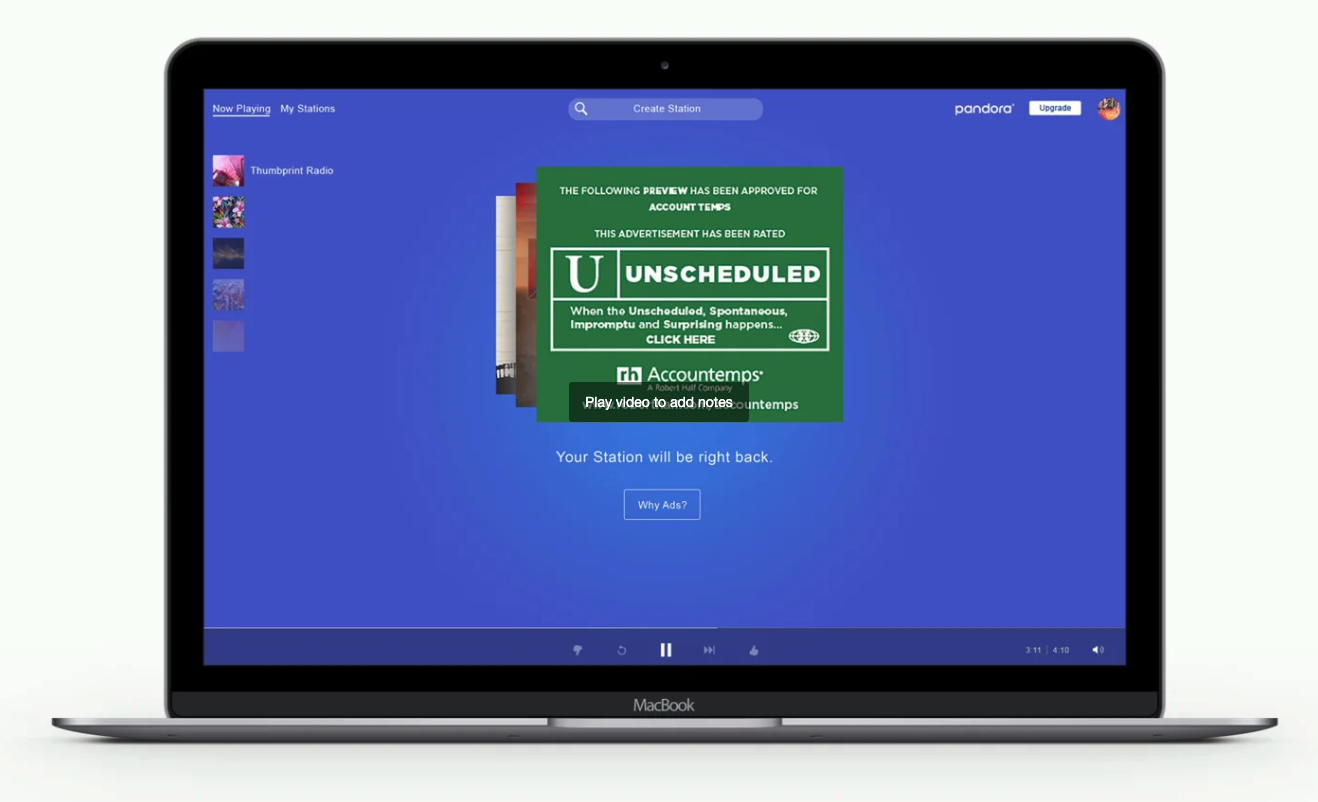 Now Playing
My Stations
Create Station
pandora
Upgrade
Thumbprint Radio
THE FOLLOWING PREVIEW HAS BEEN APPROVED FOR
ACCOUNT TEMPS
THIS ADVERTISEMENT HAS BEEN RATED
U
UNSCHEDULED
When the Unscheduled, Spontaneous,
Impromptu and Surprising happens...
CLICK HERE
rh Accountemps
A Robert Half Company
Play video to add notes
Your Station will be right back.
Why Ads?
3:11 | 4:10
MacBook